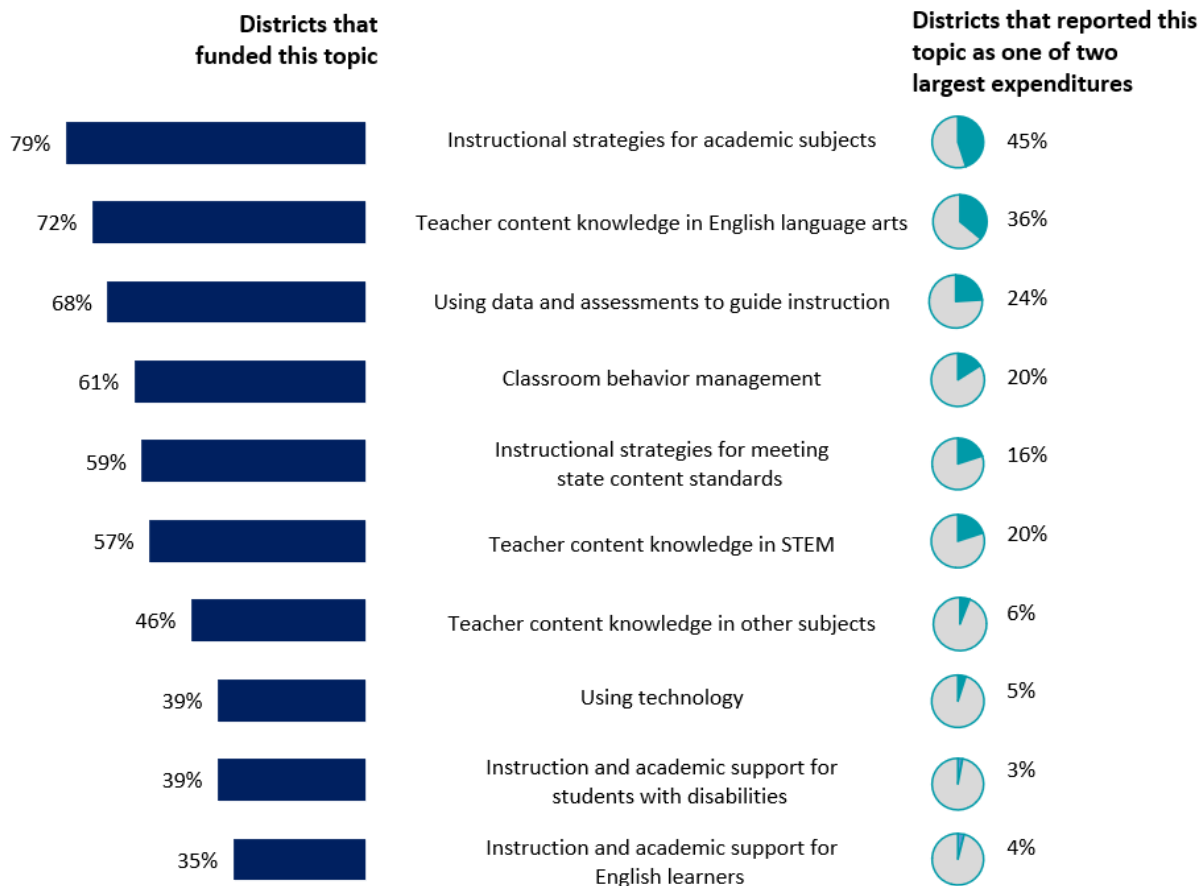 Districts that
funded this topic
Districts that reported this
topic as one of two
largest expenditures
79%
Instructional strategies for academic subjects
45%
72%
Teacher content knowledge in English language arts
36%
68%
Using data and assessments to guide instruction
24%
61%
Classroom behavior management
20%
59%
Instructional strategies for meeting
state content standards
16%
57%
Teacher content knowledge in STEM
20%
46%
Teacher content knowledge in other subjects
6%
39%
Using technology
5%
39%
Instruction and academic support for
students with disabilities
3%
35%
Instruction and academic support for
English learners
4%